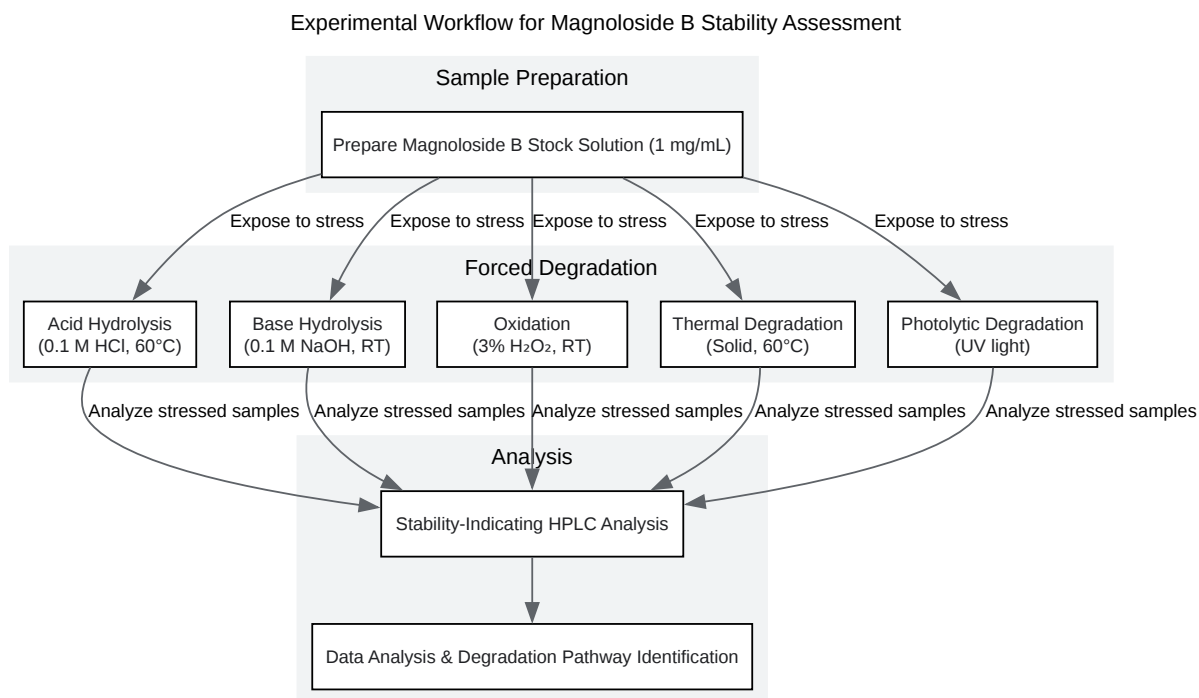 Experimental Workflow for Magnoloside B Stability Assessment
Sample Preparation
Prepare Magnoloside B Stock Solution (1 mg/mL)
Expose to stress
Expose to stress
Expose to stress
Expose to stress
Expose to stress
Forced Degradation
Acid Hydrolysis
(0.1 M HCl, 60°C)
Base Hydrolysis
(0.1 M NaOH, RT)
Oxidation
(3% H₂O₂, RT)
Thermal Degradation
(Solid, 60°C)
Photolytic Degradation
(UV light)
Analyze stressed samples
Analyze stressed samples
Analyze stressed samples
Analyze stressed samples
Analyze stressed samples
Analysis
Stability-Indicating HPLC Analysis
Data Analysis & Degradation Pathway Identification